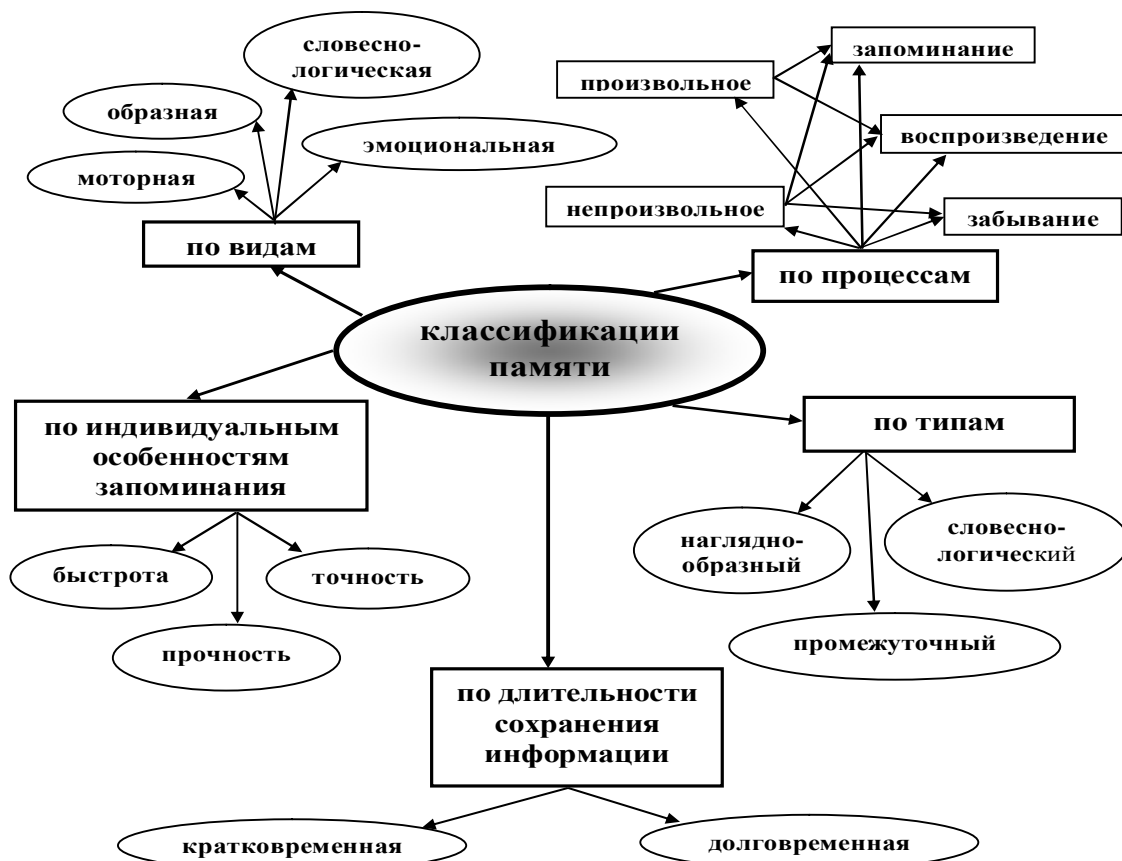 словесно-
логическая
образная
эмоциональная
моторная
по видам
запоминание
произвольное
воспроизведение
непроизвольное
забывание
по процессам
классификации
памяти
по индивидуальным
особенностям
запоминания
быстрота
точность
прочность
по типам
наглядно-
образный
словесно-
логический
промежуточный
по длительности
сохранения
информации
кратковременная
долговременная